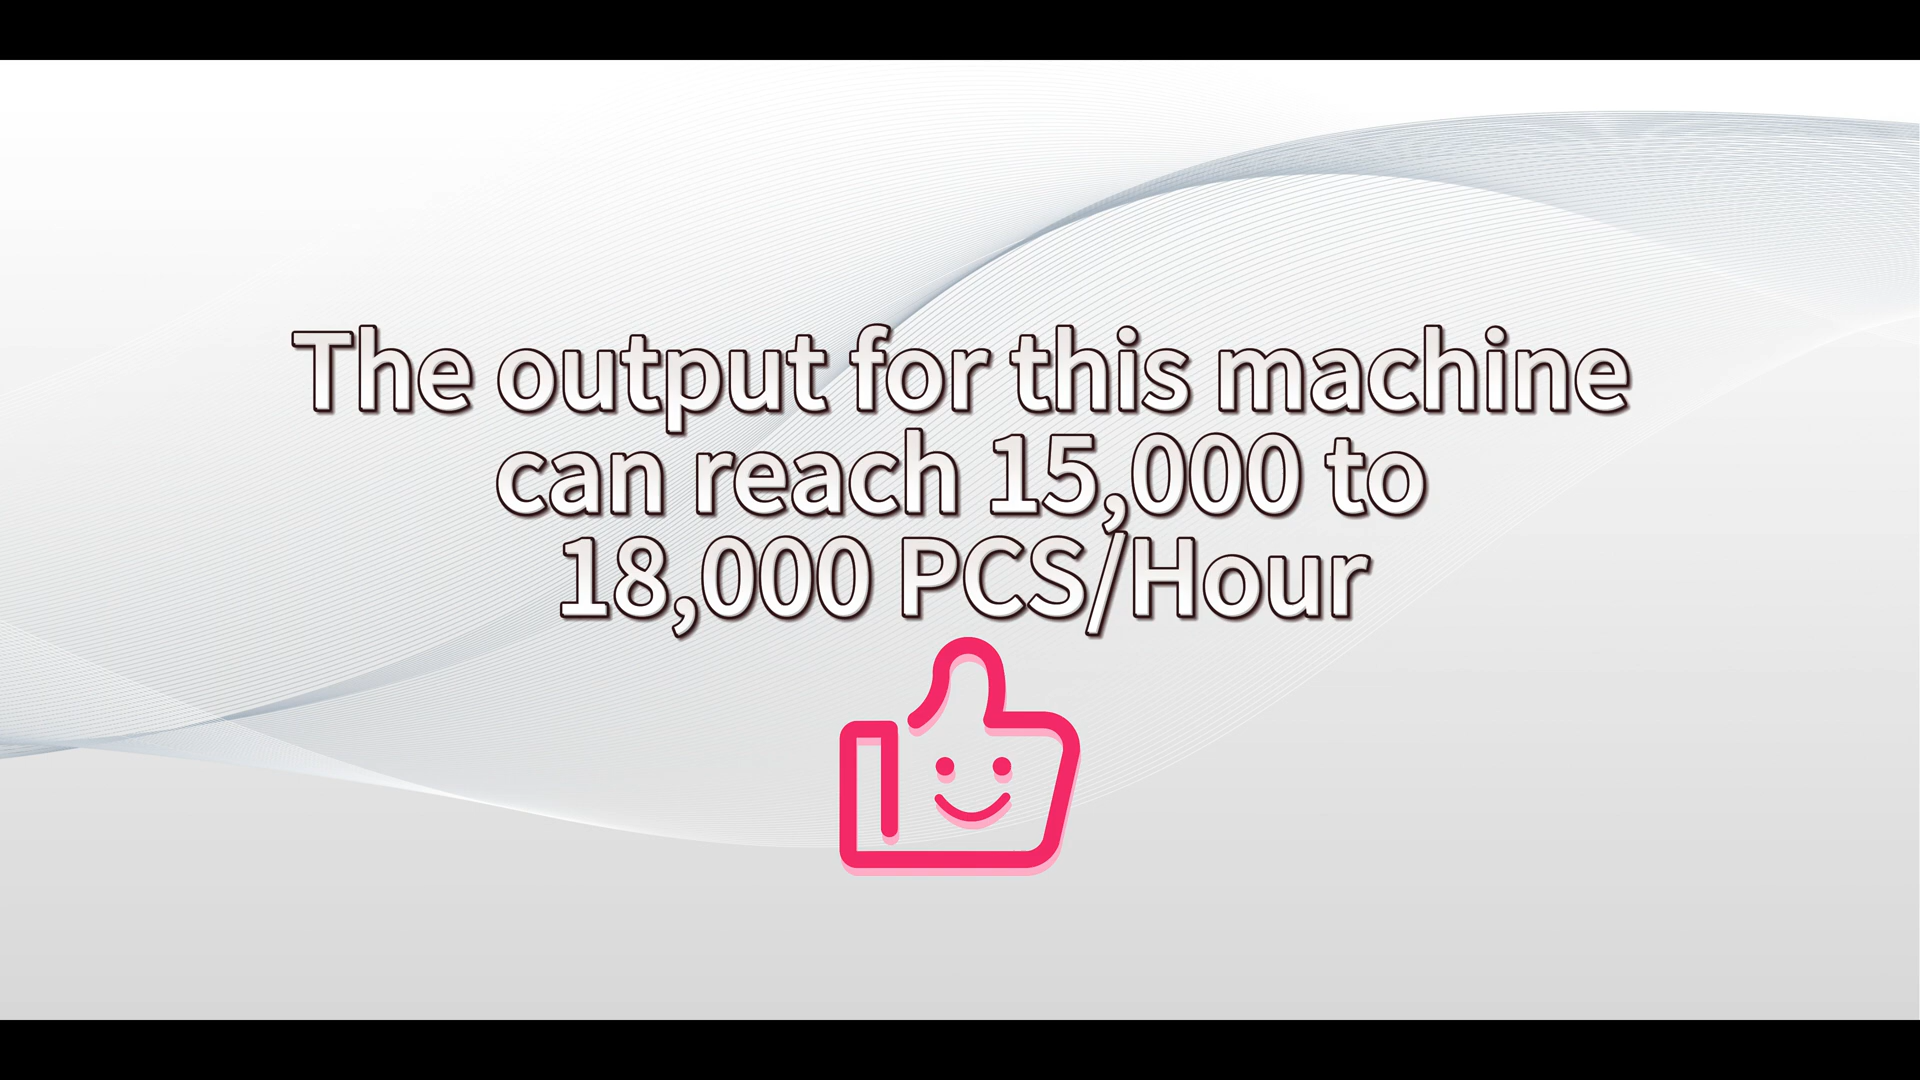 The output for this machine
can reach 15,000 to
18,000 PCS/Hour